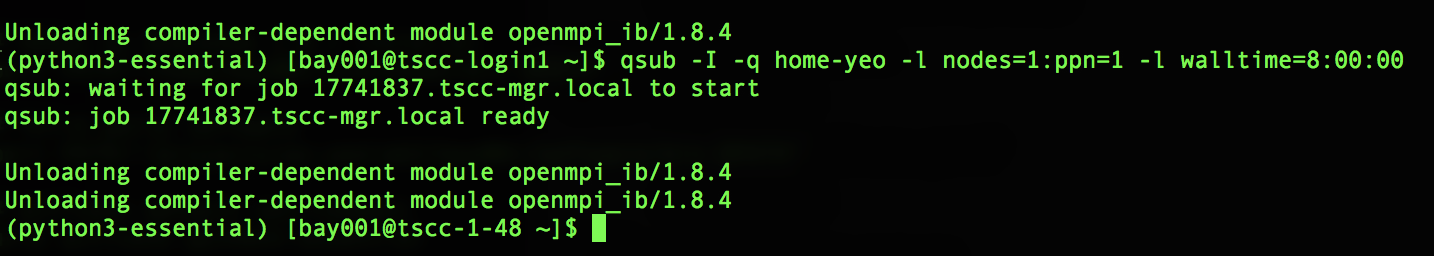 Unloading compiler-dependent module openmpi_ib/1.8.4
(python3-essential) [bay001@tscc-login1 ~]$ qsub -I -q home-yeo -l nodes=1:ppn=1 -l walltime=8:00:00
qsub: waiting for job 17741837.tscc-mgr.local to start
qsub: job 17741837.tscc-mgr.local ready
Unloading compiler-dependent module openmpi_ib/1.8.4
Unloading compiler-dependent module openmpi_ib/1.8.4
(python3-essential) [bay001@tscc-1-48 ~]$